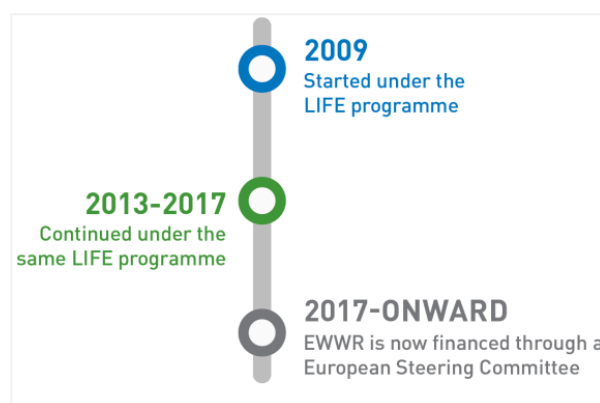 2009
Started under the
LIFE programme
2013-2017
Continued under the
same LIFE programme
2017-ONWARD
EWWR is now financed through a
European Steering Committee